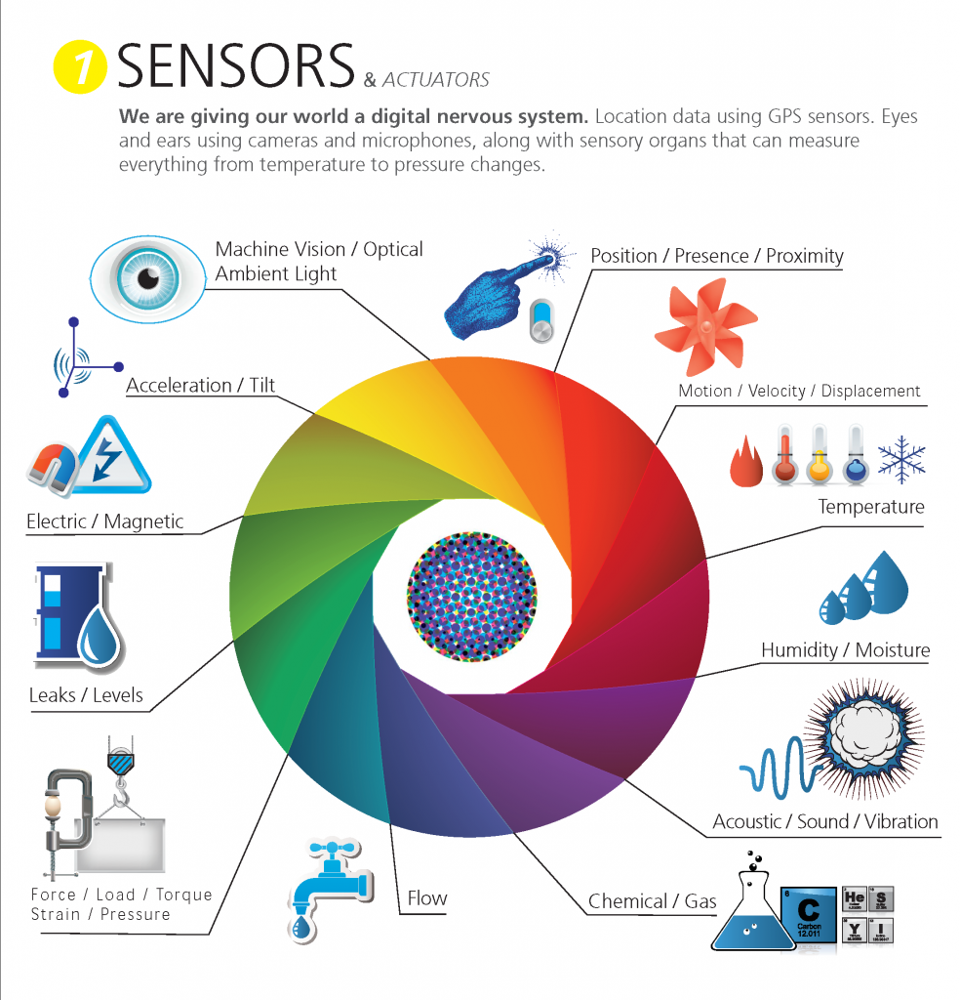 1 SENSORS & ACTUATORS
We are giving our world a digital nervous system. Location data using GPS sensors. Eyes
and ears using cameras and microphones, along with sensory organs that can measure
everything from temperature to pressure changes.
Machine Vision / Optical
Ambient Light
Position / Presence / Proximity
Acceleration / Tilt
Motion / Velocity / Displacement
Electric / Magnetic
Temperature
Leaks / Levels
Humidity / Moisture
Acoustic / Sound / Vibration
Force / Load / Torque
Strain / Pressure
Flow
Chemical / Gas
6
C
Carbon
12.011
He
S
Y
I